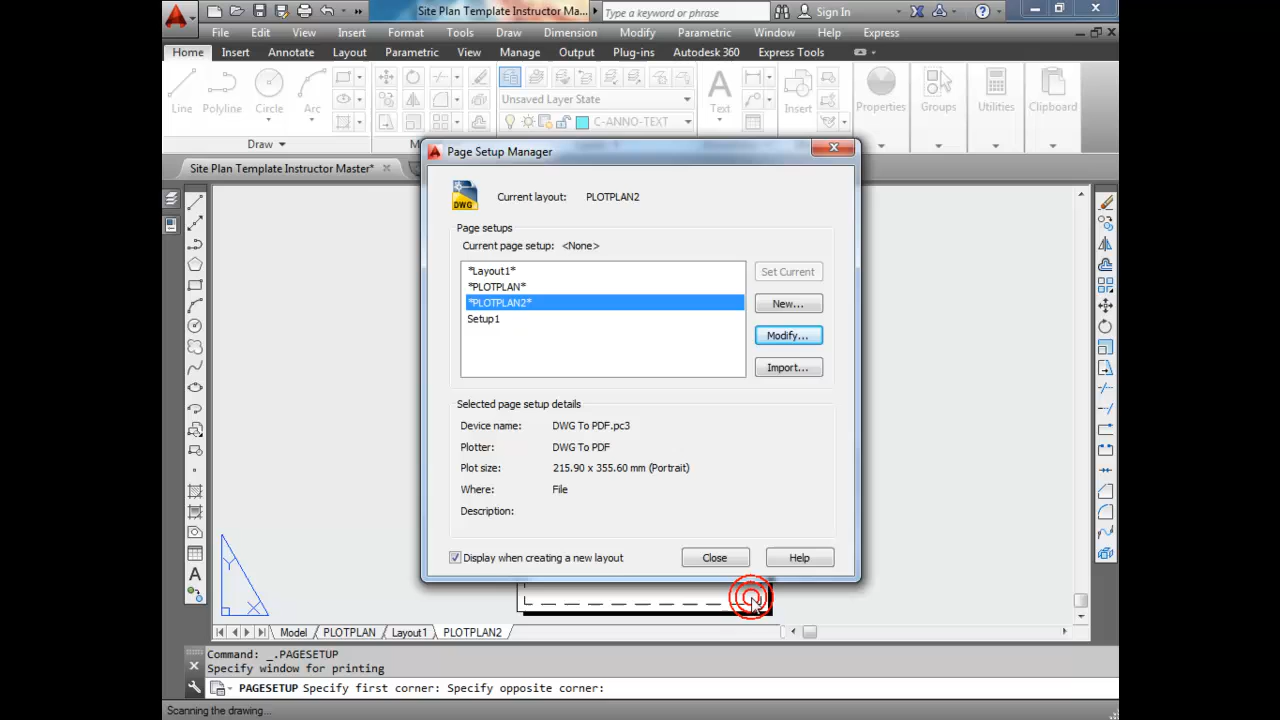 Site Plan Template Instructor Ma...
Type a keyword or phrase
Sign In
File Edit View Insert Format Tools Draw Dimension Modify Parametric Window Help Express
Home Insert Annotate Layout Parametric View Manage Output Plug-ins Autodesk 360 Express Tools
Unsaved Layer State
C-ANNO-TEXT
Line Polyline Circle Arc Text Insert Properties Groups Utilities Clipboard
Draw
Site Plan Template Instructor Master*
Page Setup Manager
DWG
Current layout: PLOTPLAN2
Page setups
Current page setup: <None>
*Layout1*
*PLOTPLAN*
*PLOTPLAN2*
Setup1
Set Current
New...
Modify...
Import...
Selected page setup details
Device name: DWG To PDF.pc3
Plotter: DWG To PDF
Plot size: 215.90 x 355.60 mm (Portrait)
Where: File
Description:
Display when creating a new layout
Close
Help
Y
X
A
Model PLOTPLAN Layout1 PLOTPLAN2
Command: _.PAGESETUP
Specify window for printing
PAGESETUP Specify first corner: Specify opposite corner:
Scanning the drawing...